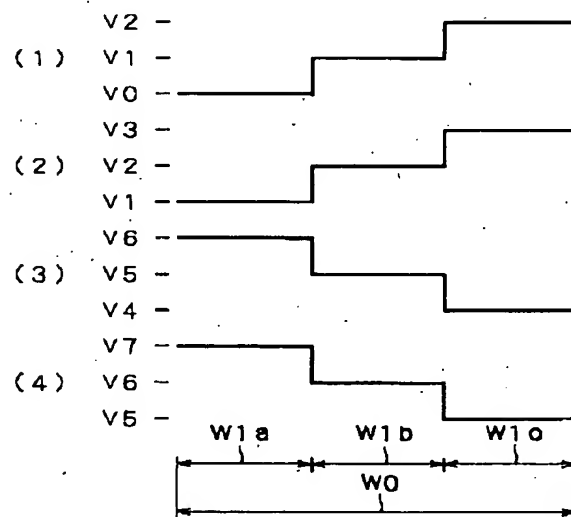 V2
(1) V1
V0
V3
(2) V2
V1
V6
(3) V5
V4
V7
(4) V6
V5
W1a W1b W1c
W0